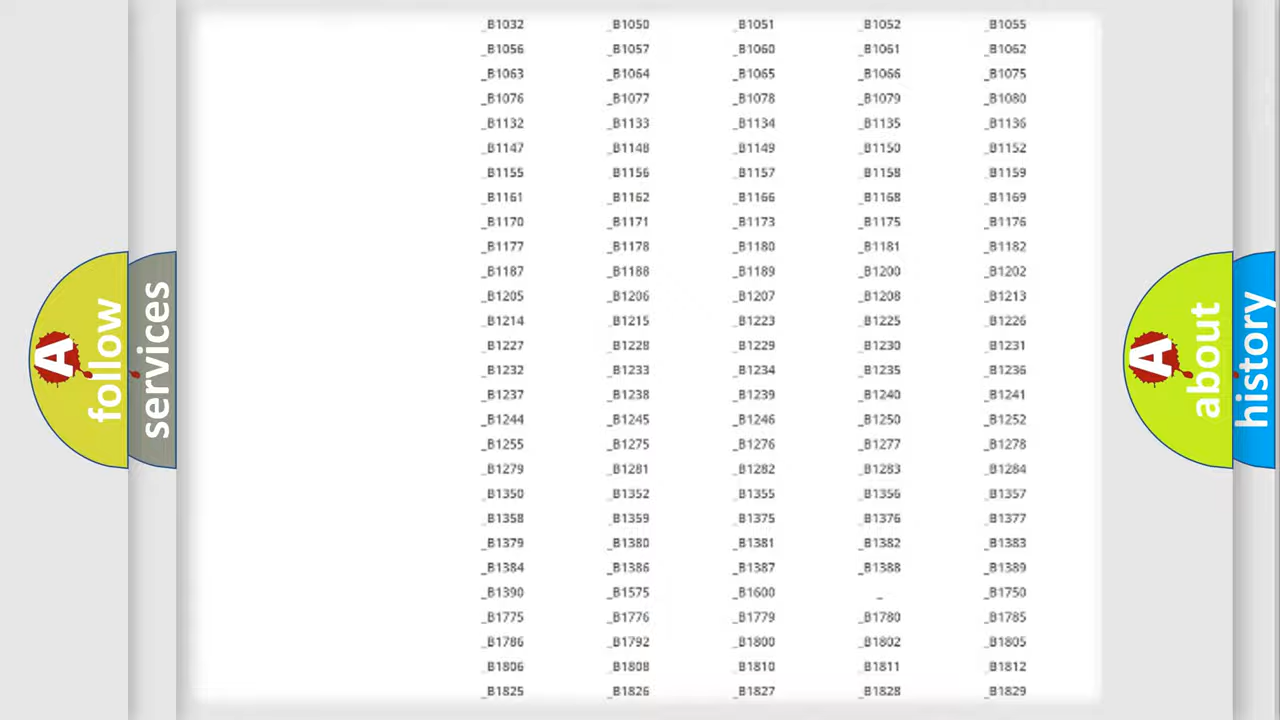 _B1032 _B1050 _B1051 _B1052 _B1055
_B1056 _B1057 _B1060 _B1061 _B1062
_B1063 _B1064 _B1065 _B1066 _B1075
_B1076 _B1077 _B1078 _B1079 _B1080
_B1132 _B1133 _B1134 _B1135 _B1136
_B1147 _B1148 _B1149 _B1150 _B1152
_B1155 _B1156 _B1157 _B1158 _B1159
_B1161 _B1162 _B1166 _B1168 _B1169
_B1170 _B1171 _B1173 _B1175 _B1176
_B1177 _B1178 _B1180 _B1181 _B1182
_B1187 _B1188 _B1189 _B1200 _B1202
_B1205 _B1206 _B1207 _B1208 _B1213
_B1214 _B1215 _B1223 _B1225 _B1226
_B1227 _B1228 _B1229 _B1230 _B1231
_B1232 _B1233 _B1234 _B1235 _B1236
_B1237 _B1238 _B1239 _B1240 _B1241
_B1244 _B1245 _B1246 _B1250 _B1252
_B1255 _B1275 _B1276 _B1277 _B1278
_B1279 _B1281 _B1282 _B1283 _B1284
_B1350 _B1352 _B1355 _B1356 _B1357
_B1358 _B1359 _B1375 _B1376 _B1377
_B1379 _B1380 _B1381 _B1382 _B1383
_B1384 _B1386 _B1387 _B1388 _B1389
_B1390 _B1575 _B1600 _ _B1750
_B1775 _B1776 _B1779 _B1780 _B1785
_B1786 _B1792 _B1800 _B1802 _B1805
_B1806 _B1808 _B1810 _B1811 _B1812
_B1825 _B1826 _B1827 _B1828 _B1829
A follow
services
A about
history